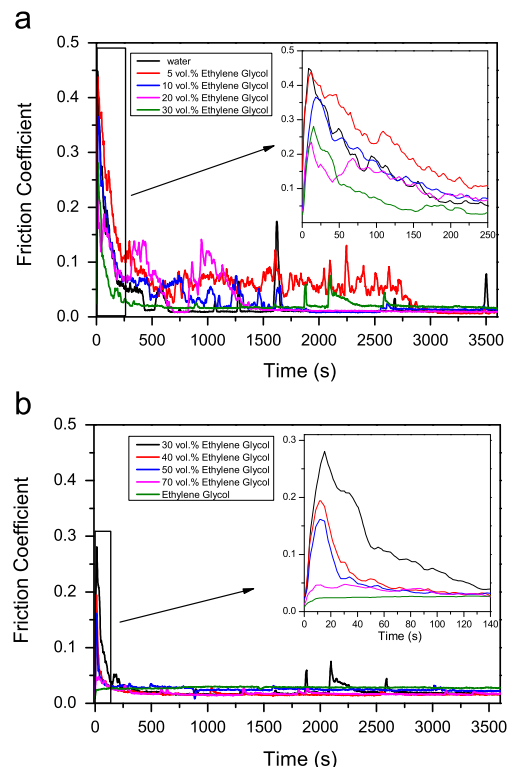 a
0.5
0.4
0.3
0.2
0.1
0.0
Friction Coefficient
water
5 vol.% Ethylene Glycol
10 vol.% Ethylene Glycol
20 vol.% Ethylene Glycol
30 vol.% Ethylene Glycol
0.5
0.4
0.3
0.2
0.1
0 50 100 150 200 250
0 500 1000 1500 2000 2500 3000 3500
Time (s)
b
0.5
0.4
0.3
0.2
0.1
0.0
Friction Coefficient
30 vol.% Ethylene Glycol
40 vol.% Ethylene Glycol
50 vol.% Ethylene Glycol
70 vol.% Ethylene Glycol
Ethylene Glycol
0.3
0.2
0.1
0.0
0 20 40 60 80 100 120 140
Time (s)
0 500 1000 1500 2000 2500 3000 3500
Time (s)